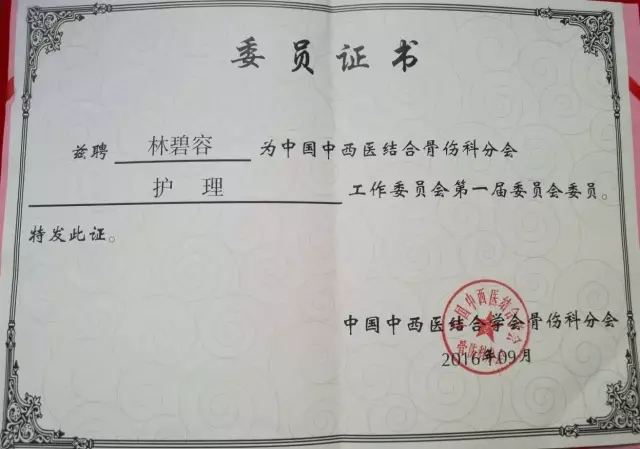 委员证书
兹聘 林碧容 为中国中西医结合骨伤科分会
护 理 工作委员会第一届委员会委员。
特发此证。
中国中西医结合学会骨伤科分会
2016年09月